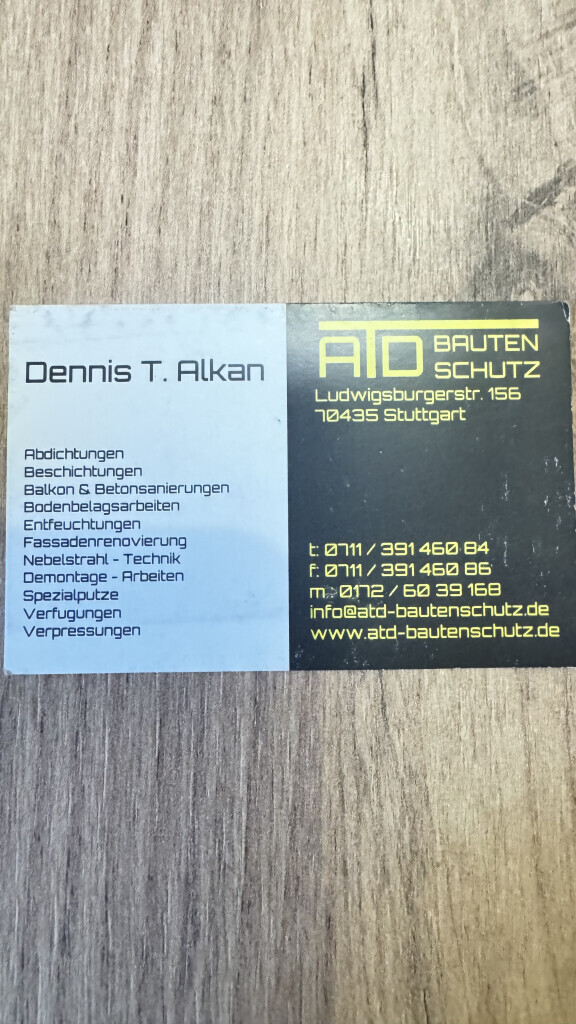 Dennis T. Alkan
Abdichtungen
Beschichtungen
Balkon & Betonsanierungen
Bodenbelagsarbeiten
Entfeuchtungen
Fassadenrenovierung
Nebelstrahl - Technik
Demontage - Arbeiten
Spezialputze
Verfugungen
Verpressungen
ATD BAUTEN
SCHUTZ
Ludwigsburgerstr. 156
70435 Stuttgart
t: 0711 / 391 460 84
f: 0711 / 391 460 86
m.: 0172 / 60 39 168
info@atd-bautenschutz.de
www.atd-bautenschutz.de